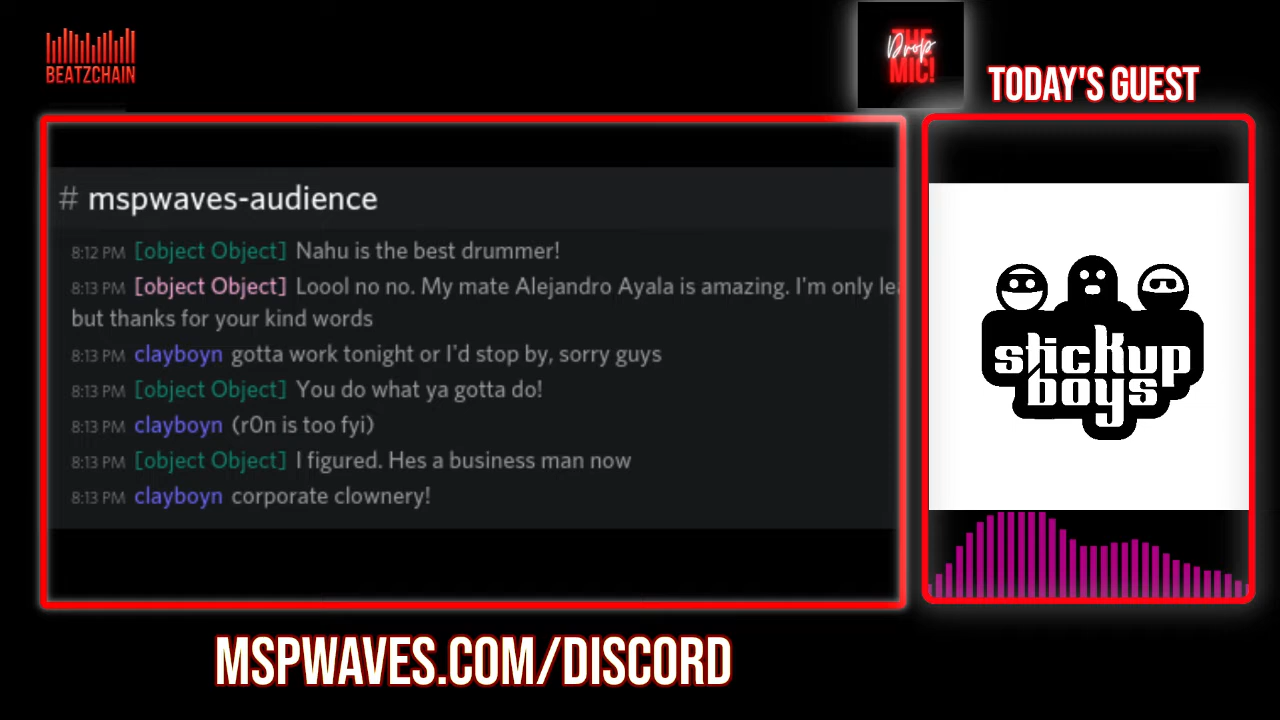 BEATZCHAIN
THE
Drop
MIC!
TODAY'S GUEST
# mspwaves-audience
8:12 PM [object Object] Nahu is the best drummer!
8:13 PM [object Object] Loool no no. My mate Alejandro Ayala is amazing. I'm only
but thanks for your kind words
8:13 PM clayboyn gotta work tonight or I'd stop by, sorry guys
8:13 PM [object Object] You do what ya gotta do!
8:13 PM clayboyn (r0n is too fyi)
8:13 PM [object Object] I figured. Hes a business man now
8:13 PM clayboyn corporate clownery!
stickup
boys
MSPWAVES.COM/DISCORD